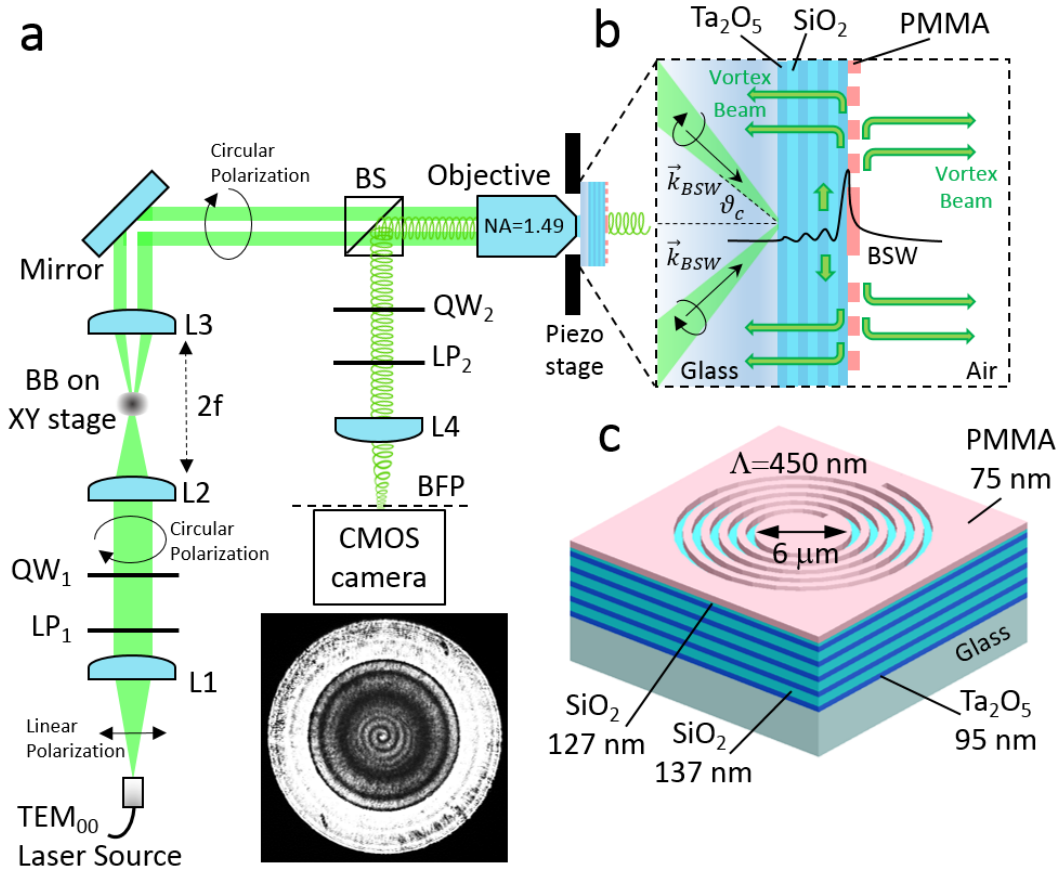 a
Circular
Polarization
BS
Objective
NA=1.49
Mirror
L3
BB on
XY stage
2f
L2
Circular
Polarization
QW₁
LP₁
L1
Linear
Polarization
TEM₀₀
Laser Source
QW₂
LP₂
L4
BFP
CMOS
camera
Piezo
stage
b
Ta₂O₅
SiO₂
PMMA
Vortex
Beam
k⃗_BSW
ϑ_c
k⃗_BSW
Vortex
Beam
BSW
Glass
Air
c
Λ=450 nm
PMMA
75 nm
6 μm
Glass
SiO₂
127 nm
SiO₂
137 nm
Ta₂O₅
95 nm